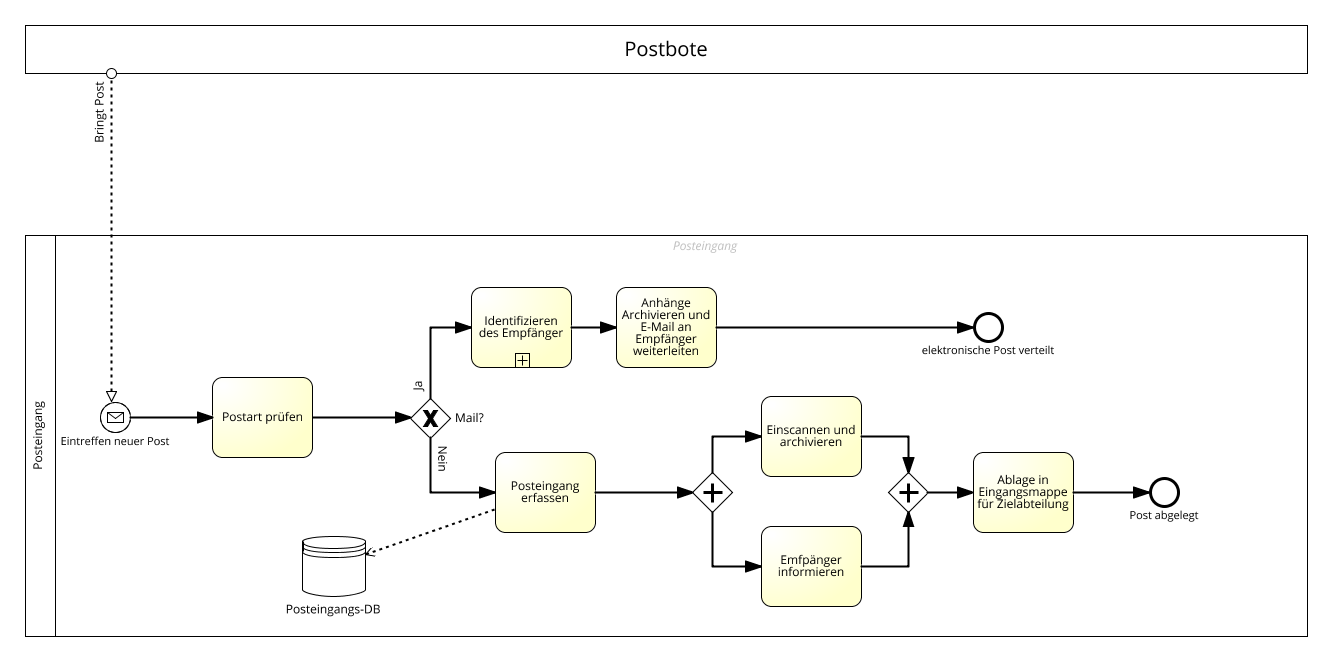 Postbote
Bringt Post
Posteingang
Posteingang
Identifizieren
des Empfänger
Anhänge
Archivieren und
E-Mail an
Empfänger
weiterleiten
elektronische Post verteilt
Ja
Eintreffen neuer Post
Postart prüfen
Mail?
Nein
Posteingang
erfassen
Posteingangs-DB
Einscannen und
archivieren
Emfpänger
informieren
Ablage in
Eingangsmappe
für Zielabteilung
Post abgelegt